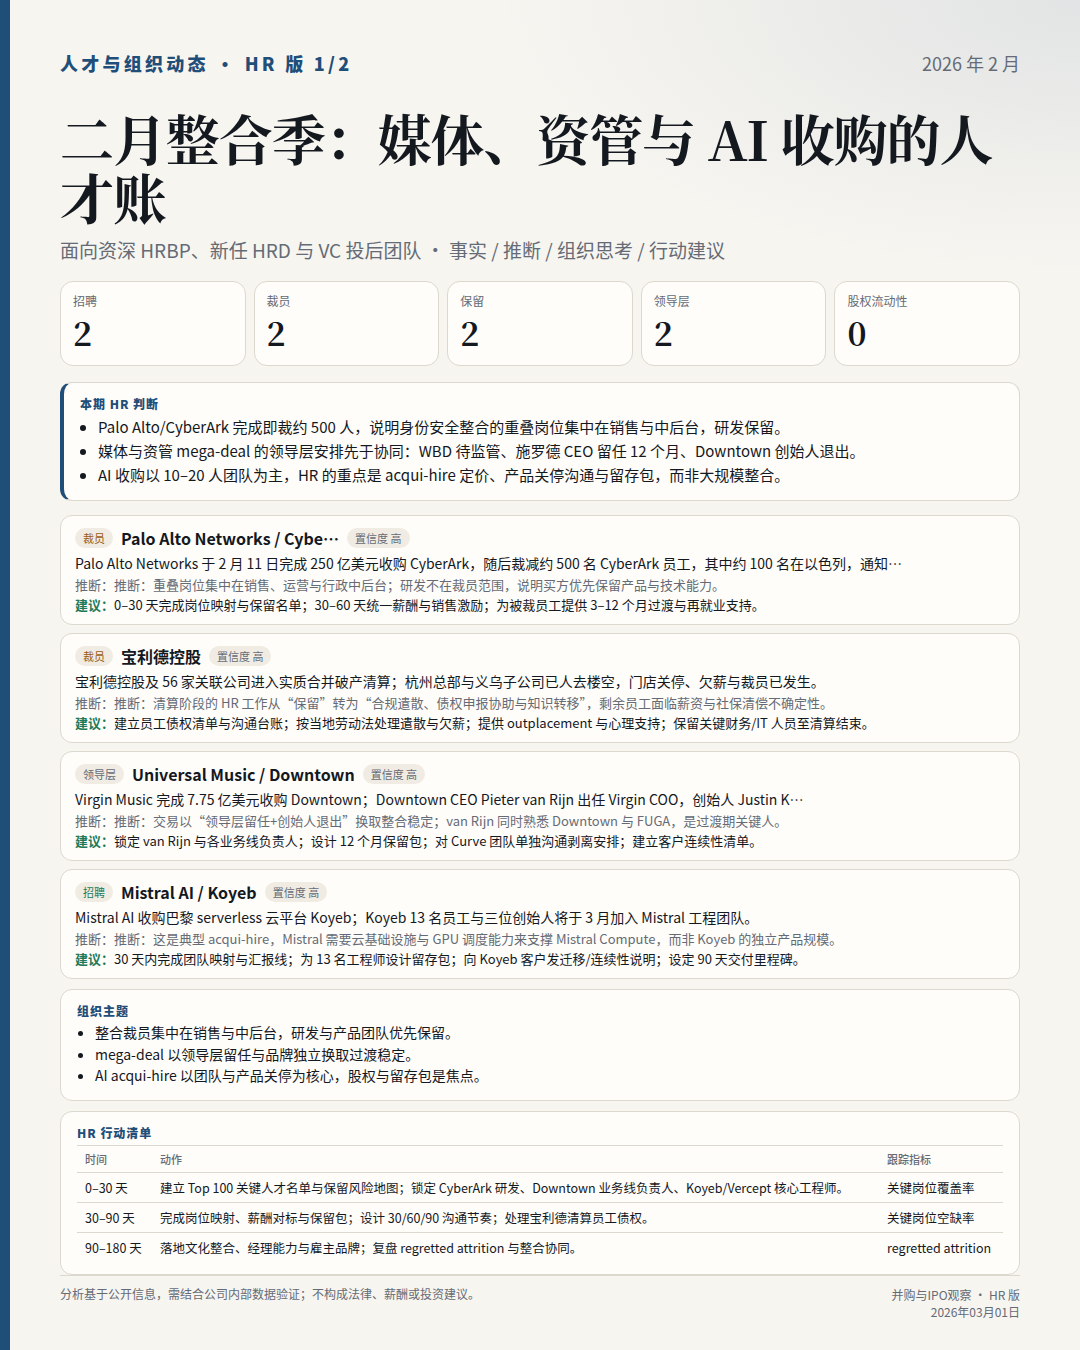 人才与组织动态 • HR 版 1/2
2026 年 2 月
二月整合季：媒体、资管与 AI 收购的人
才账
面向资深 HRBP、新任 HRD 与 VC 投后团队 • 事实 / 推断 / 组织思考 / 行动建议
招聘
2
裁员
2
保留
2
领导层
2
股权流动性
0
本期 HR 判断
• Palo Alto/CyberArk 完成即裁约 500 人，说明身份安全整合的重叠岗位集中在销售与中后台，研发保留。
• 媒体与资管 mega-deal 的领导层安排先于协同：WBD 待监管、施罗德 CEO 留任 12 个月、Downtown 创始人退出。
• AI 收购以 10–20 人团队为主，HR 的重点是 acqui-hire 定价、产品关停沟通与留存包，而非大规模整合。
裁员 Palo Alto Networks / Cybe… 置信度 高
Palo Alto Networks 于 2 月 11 日完成 250 亿美元收购 CyberArk，随后裁减约 500 名 CyberArk 员工，其中约 100 名在以色列，通知…
推断：推断：重叠岗位集中在销售、运营与行政中后台；研发不在裁员范围，说明买方优先保留产品与技术能力。
建议：0–30 天完成岗位映射与保留名单；30–60 天统一薪酬与销售激励；为被裁员工提供 3–12 个月过渡与再就业支持。
裁员 宝利德控股 置信度 高
宝利德控股及 56 家关联公司进入实质合并破产清算；杭州总部与义乌子公司已人去楼空，门店关停、欠薪与裁员已发生。
推断：推断：清算阶段的 HR 工作从“保留”转为“合规遣散、债权申报协助与知识转移”，剩余员工面临薪资与社保清偿不确定性。
建议：建立员工债权清单与沟通台账；按当地劳动法处理遣散与欠薪；提供 outplacement 与心理支持；保留关键财务/IT 人员至清算结束。
领导层 Universal Music / Downtown 置信度 高
Virgin Music 完成 7.75 亿美元收购 Downtown；Downtown CEO Pieter van Rijn 出任 Virgin COO，创始人 Justin K…
推断：推断：交易以“领导层留任+创始人退出”换取整合稳定；van Rijn 同时熟悉 Downtown 与 FUGA，是过渡期关键人。
建议：锁定 van Rijn 与各业务线负责人；设计 12 个月保留包；对 Curve 团队单独沟通剥离安排；建立客户连续性清单。
招聘 Mistral AI / Koyeb 置信度 高
Mistral AI 收购巴黎 serverless 云平台 Koyeb；Koyeb 13 名员工与三位创始人将于 3 月加入 Mistral 工程团队。
推断：推断：这是典型 acqui-hire，Mistral 需要云基础设施与 GPU 调度能力来支撑 Mistral Compute，而非 Koyeb 的独立产品规模。
建议：30 天内完成团队映射与汇报线；为 13 名工程师设计留存包；向 Koyeb 客户发迁移/连续性说明；设定 90 天交付里程碑。
组织主题
• 整合裁员集中在销售与中后台，研发与产品团队优先保留。
• mega-deal 以领导层留任与品牌独立换取过渡稳定。
• AI acqui-hire 以团队与产品关停为核心，股权与留存包是焦点。
HR 行动清单
时间 动作 跟踪指标
0–30 天 建立 Top 100 关键人才名单与保留风险地图；锁定 CyberArk 研发、Downtown 业务线负责人、Koyeb/Vercept 核心工程师。 关键岗位覆盖率
30–90 天 完成岗位映射、薪酬对标与保留包；设计 30/60/90 沟通节奏；处理宝利德清算员工债权。 关键岗位空缺率
90–180 天 落地文化整合、经理能力与雇主品牌；复盘 regretted attrition 与整合协同。 regretted attrition
分析基于公开信息，需结合公司内部数据验证；不构成法律、薪酬或投资建议。
并购与IPO观察 • HR 版
2026年03月01日